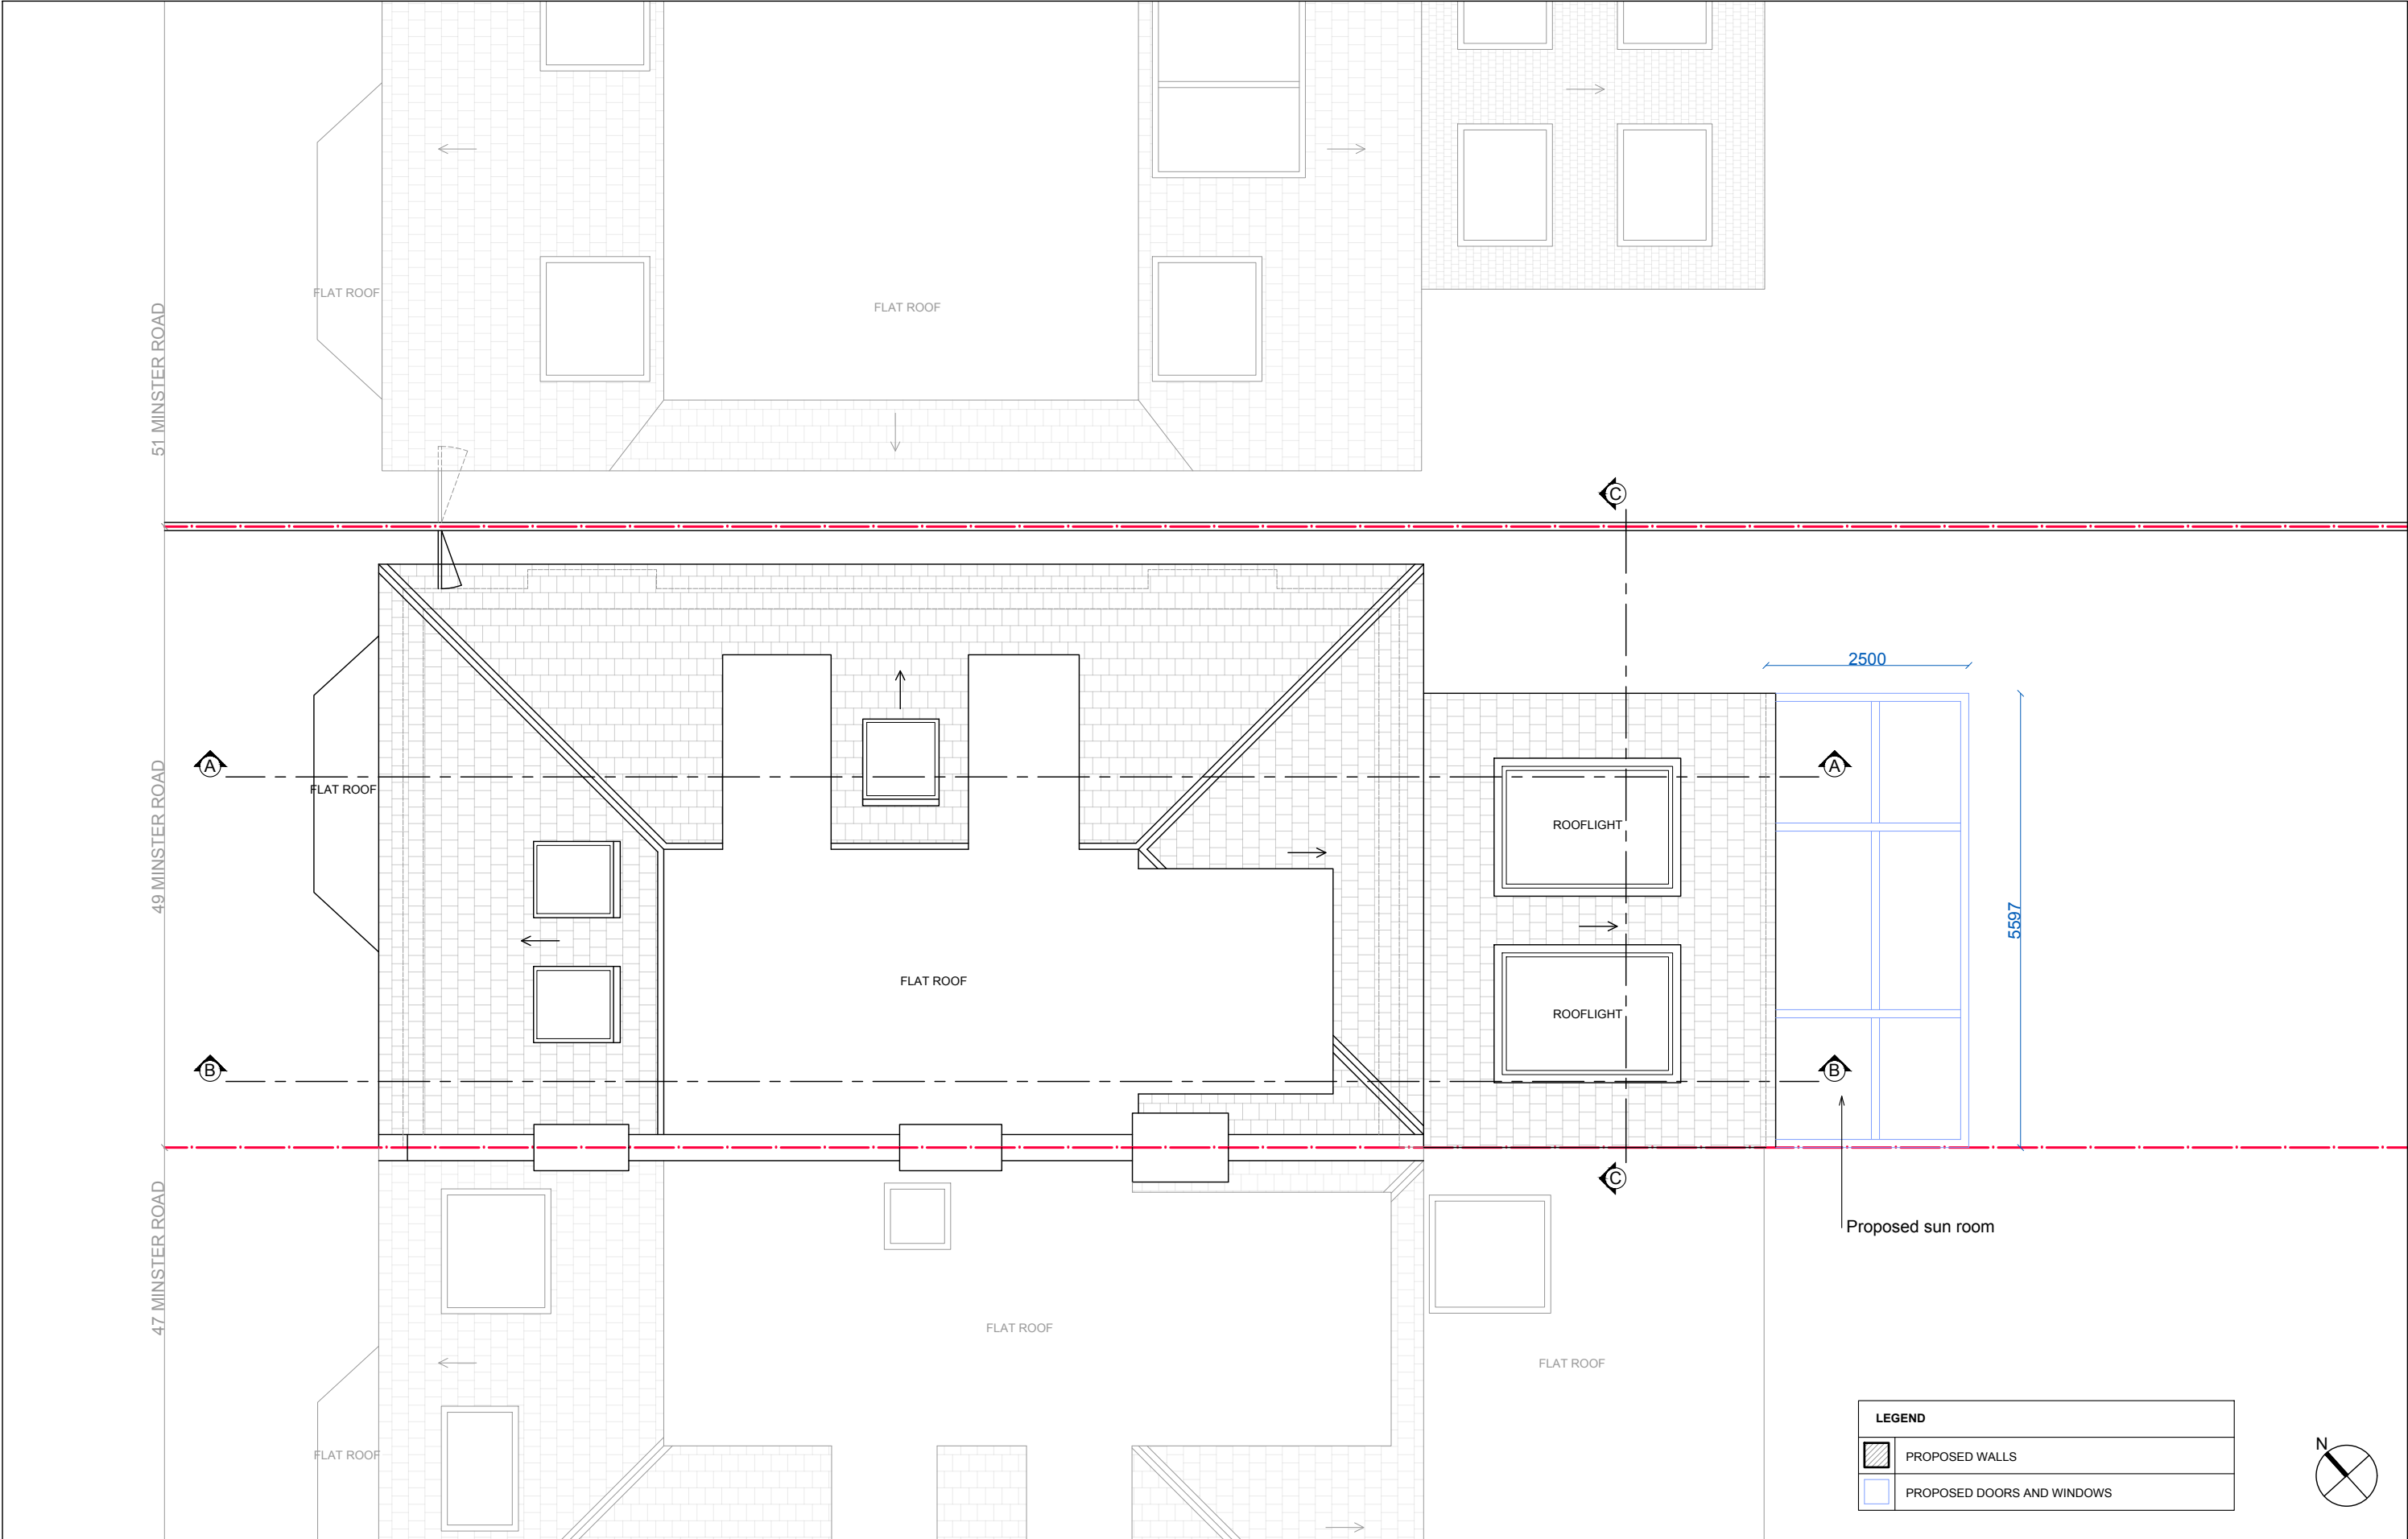 FLAT ROOF
FLAT ROOF
51 MINSTER ROAD
C
2500
A
A
FLAT ROOF
49 MINSTER ROAD
ROOFLIGHT
5597
FLAT ROOF
ROOFLIGHT
B
B
C
47 MINSTER ROAD
Proposed sun room
FLAT ROOF
FLAT ROOF
FLAT ROOF
LEGEND
PROPOSED WALLS
PROPOSED DOORS AND WINDOWS
N